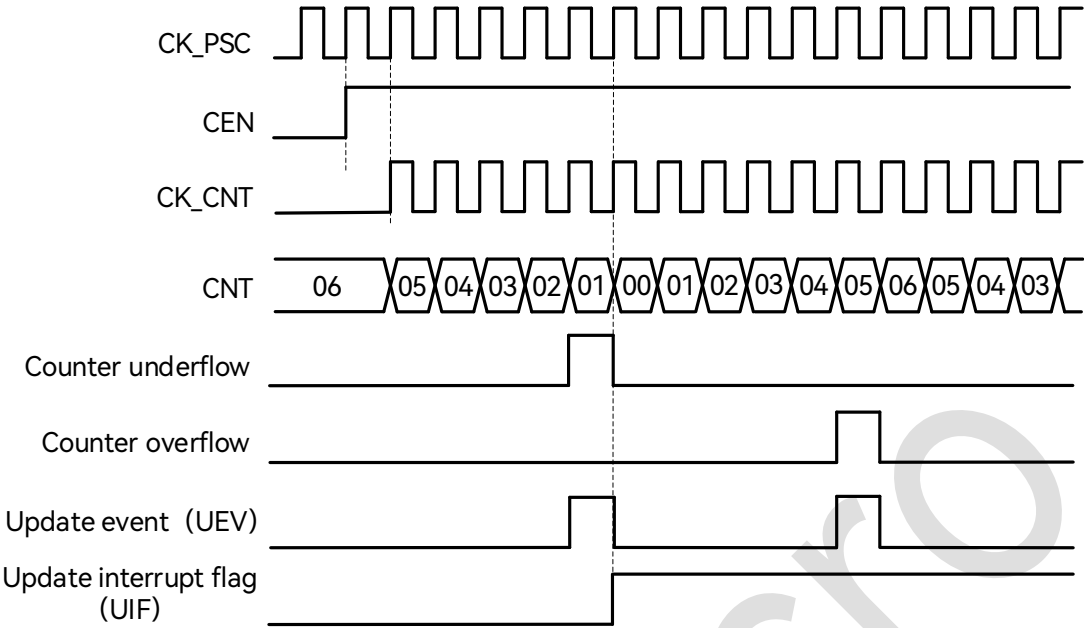 CK_PSC
CEN
CK_CNT
CNT 06 05 04 03 02 01 00 01 02 03 04 05 06 05 04 03
Counter underflow
Counter overflow
Update event（UEV）
Update interrupt flag
（UIF）
ro